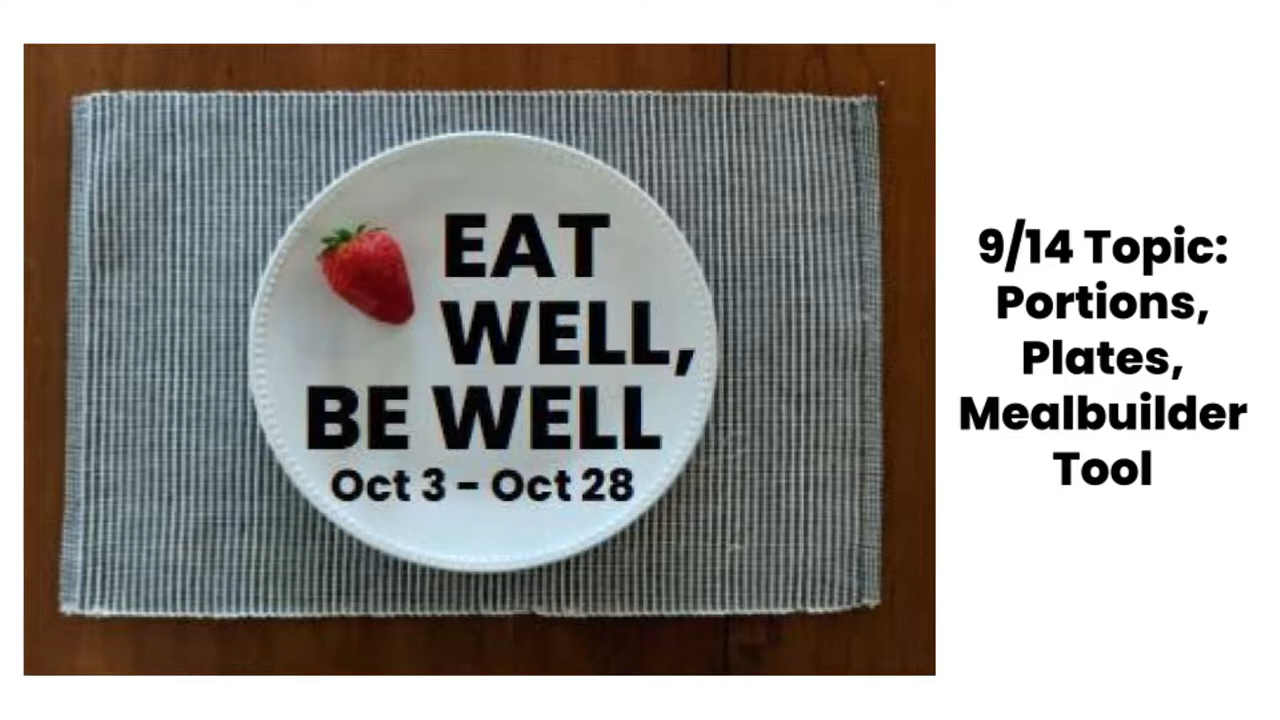 EAT
WELL,
BE WELL
Oct 3 – Oct 28
9/14 Topic:
Portions,
Plates,
Mealbuilder
Tool